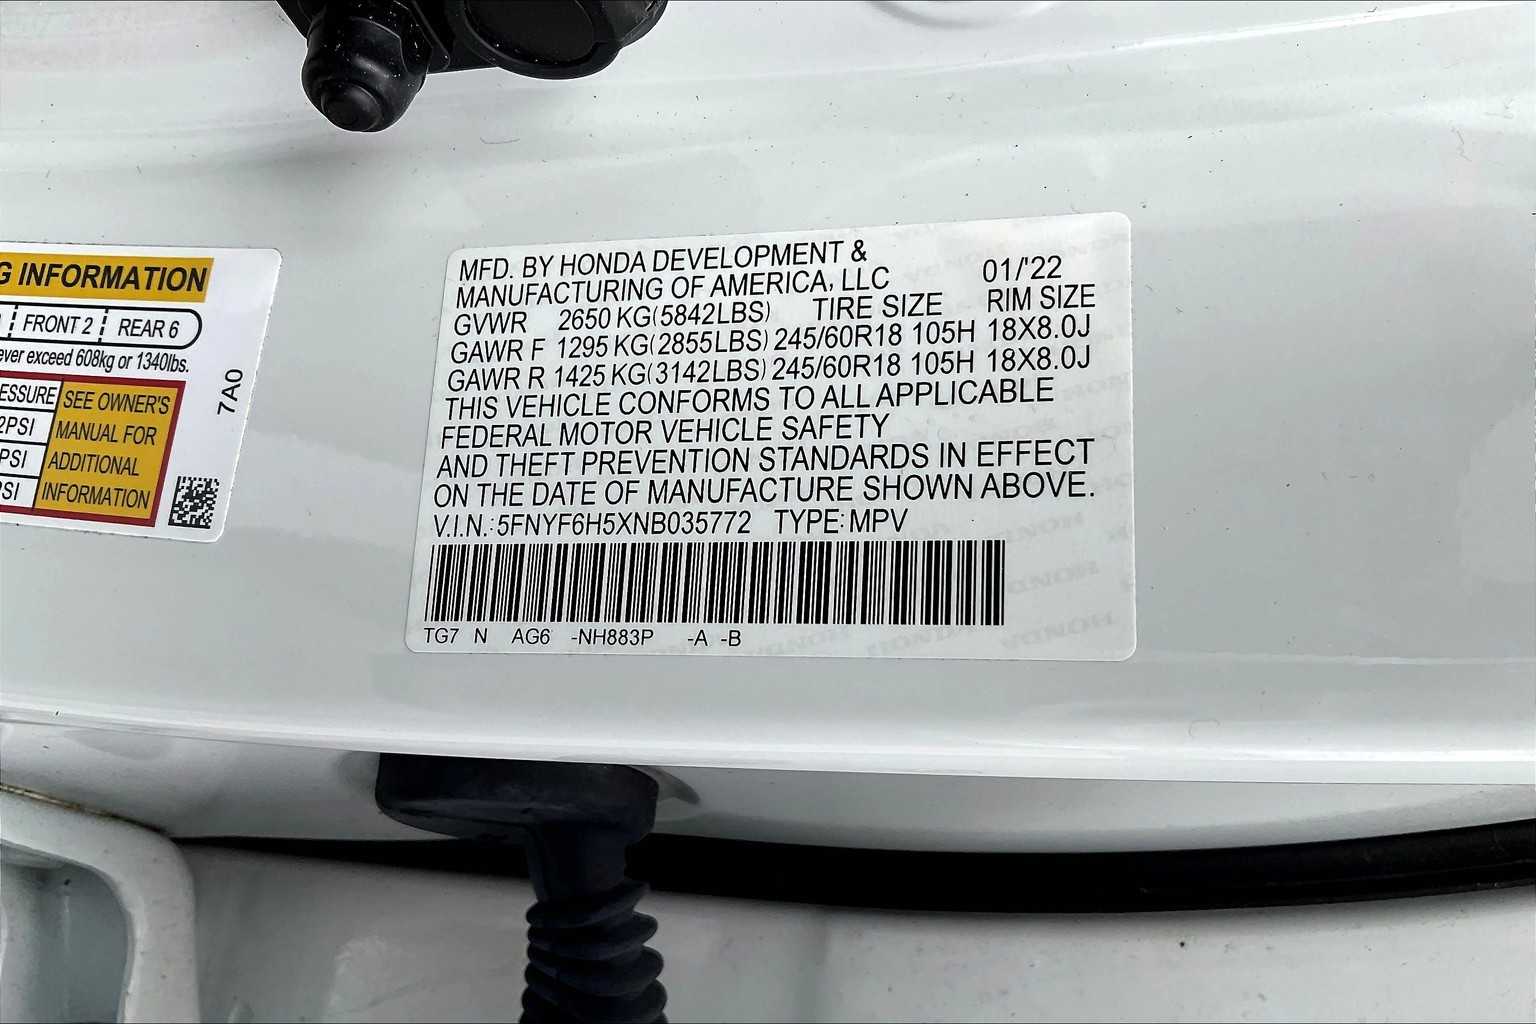 G INFORMATION
FRONT 2 REAR 6
ever exceed 608kg or 1340lbs.
ESSURE
2PSI
PSI
PSI
SEE OWNER'S
MANUAL FOR
ADDITIONAL
INFORMATION
7A0
MFD. BY HONDA DEVELOPMENT &
MANUFACTURING OF AMERICA, LLC 01/'22
GVWR 2650 KG(5842LBS) TIRE SIZE RIM SIZE
GAWR F 1295 KG(2855LBS) 245/60R18 105H 18X8.0J
GAWR R 1425 KG(3142LBS) 245/60R18 105H 18X8.0J
THIS VEHICLE CONFORMS TO ALL APPLICABLE
FEDERAL MOTOR VEHICLE SAFETY
AND THEFT PREVENTION STANDARDS IN EFFECT
ON THE DATE OF MANUFACTURE SHOWN ABOVE.
V.I.N.: 5FNYF6H5XNB035772 TYPE: MPV
TG7 N AG6 -NH883P -A -B